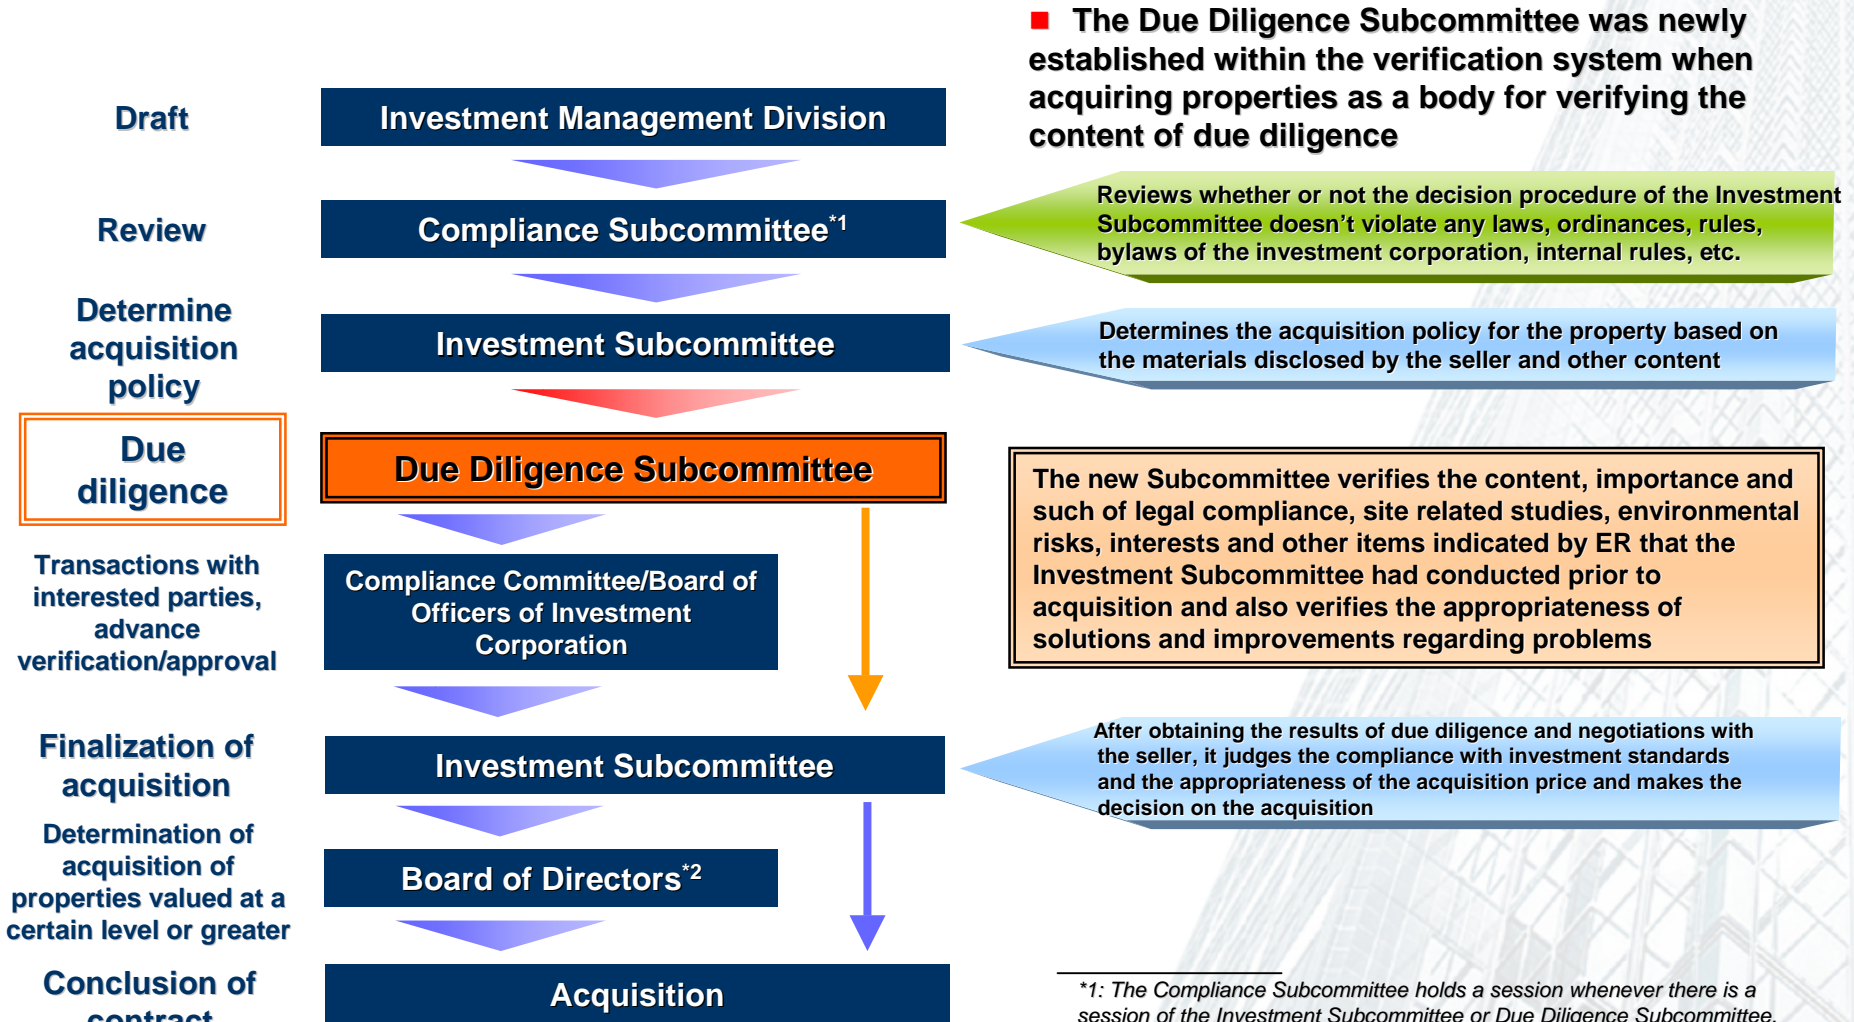 ■ The Due Diligence Subcommittee was newly
established within the verification system when
acquiring properties as a body for verifying the
content of due diligence
Draft
Investment Management Division
Review
Compliance Subcommittee*1
Reviews whether or not the decision procedure of the Investment
Subcommittee doesn't violate any laws, ordinances, rules,
bylaws of the investment corporation, internal rules, etc.
Determine
acquisition
policy
Investment Subcommittee
Determines the acquisition policy for the property based on
the materials disclosed by the seller and other content
Due
diligence
Due Diligence Subcommittee
The new Subcommittee verifies the content, importance and
such of legal compliance, site related studies, environmental
risks, interests and other items indicated by ER that the
Investment Subcommittee had conducted prior to
acquisition and also verifies the appropriateness of
solutions and improvements regarding problems
Transactions with
interested parties,
advance
verification/approval
Compliance Committee/Board of
Officers of Investment
Corporation
Finalization of
acquisition
Investment Subcommittee
After obtaining the results of due diligence and negotiations with
the seller, it judges the compliance with investment standards
and the appropriateness of the acquisition price and makes the
decision on the acquisition
Determination of
acquisition of
properties valued at a
certain level or greater
Board of Directors*2
Conclusion of
contract
Acquisition
*1: The Compliance Subcommittee holds a session whenever there is a
session of the Investment Subcommittee or Due Diligence Subcommittee.